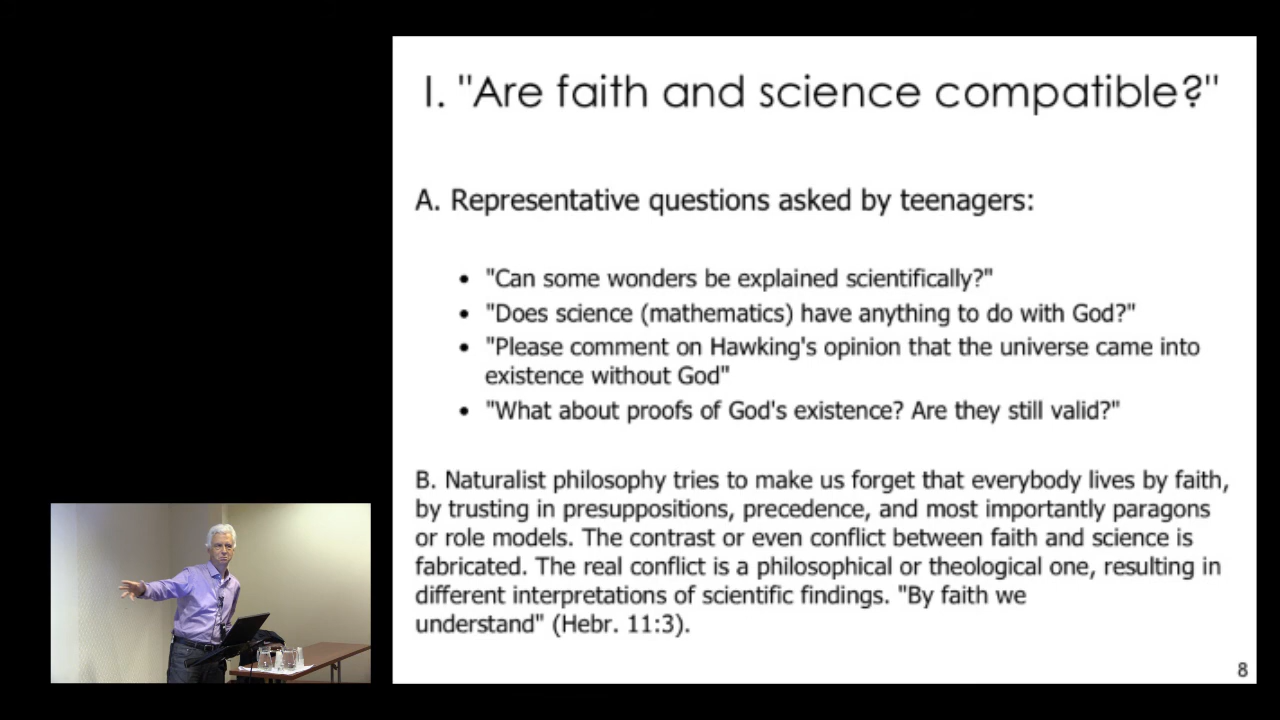 I. "Are faith and science compatible?"
A. Representative questions asked by teenagers:
• "Can some wonders be explained scientifically?"
• "Does science (mathematics) have anything to do with God?"
• "Please comment on Hawking's opinion that the universe came into
existence without God"
• "What about proofs of God's existence? Are they still valid?"
B. Naturalist philosophy tries to make us forget that everybody lives by faith,
by trusting in presuppositions, precedence, and most importantly paragons
or role models. The contrast or even conflict between faith and science is
fabricated. The real conflict is a philosophical or theological one, resulting in
different interpretations of scientific findings. "By faith we
understand" (Hebr. 11:3).
8